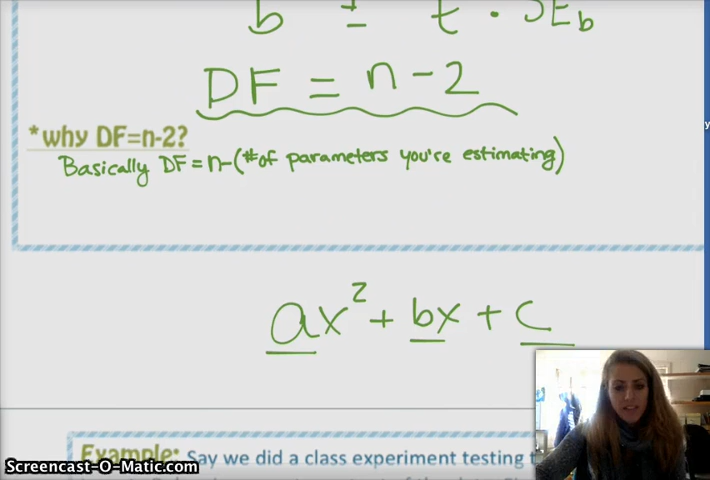 b ± t · SE_b
DF = n - 2
*why DF=n-2?
Basically DF = n-(# of parameters you're estimating)
ax² + bx + c
Example: Say we did a class experiment testing
Screencast-O-Matic.com